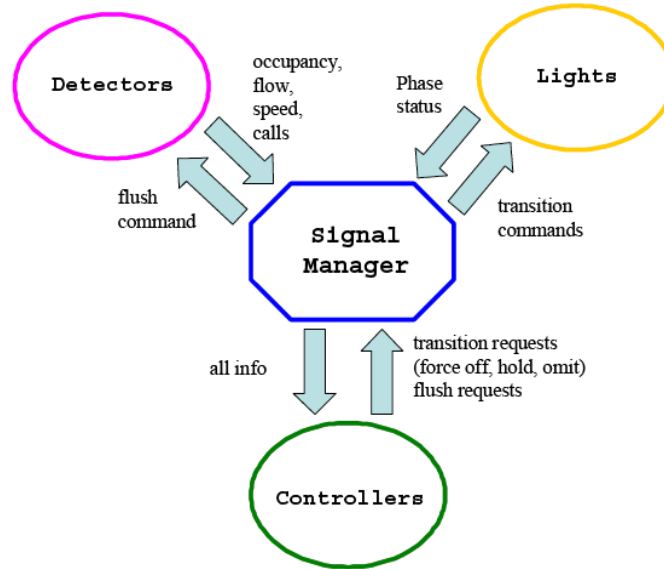 Detectors
occupancy,
flow,
speed,
calls
Phase
status
Lights
flush
command
Signal
Manager
transition
commands
all info
transition requests
(force off, hold, omit)
flush requests
Controllers